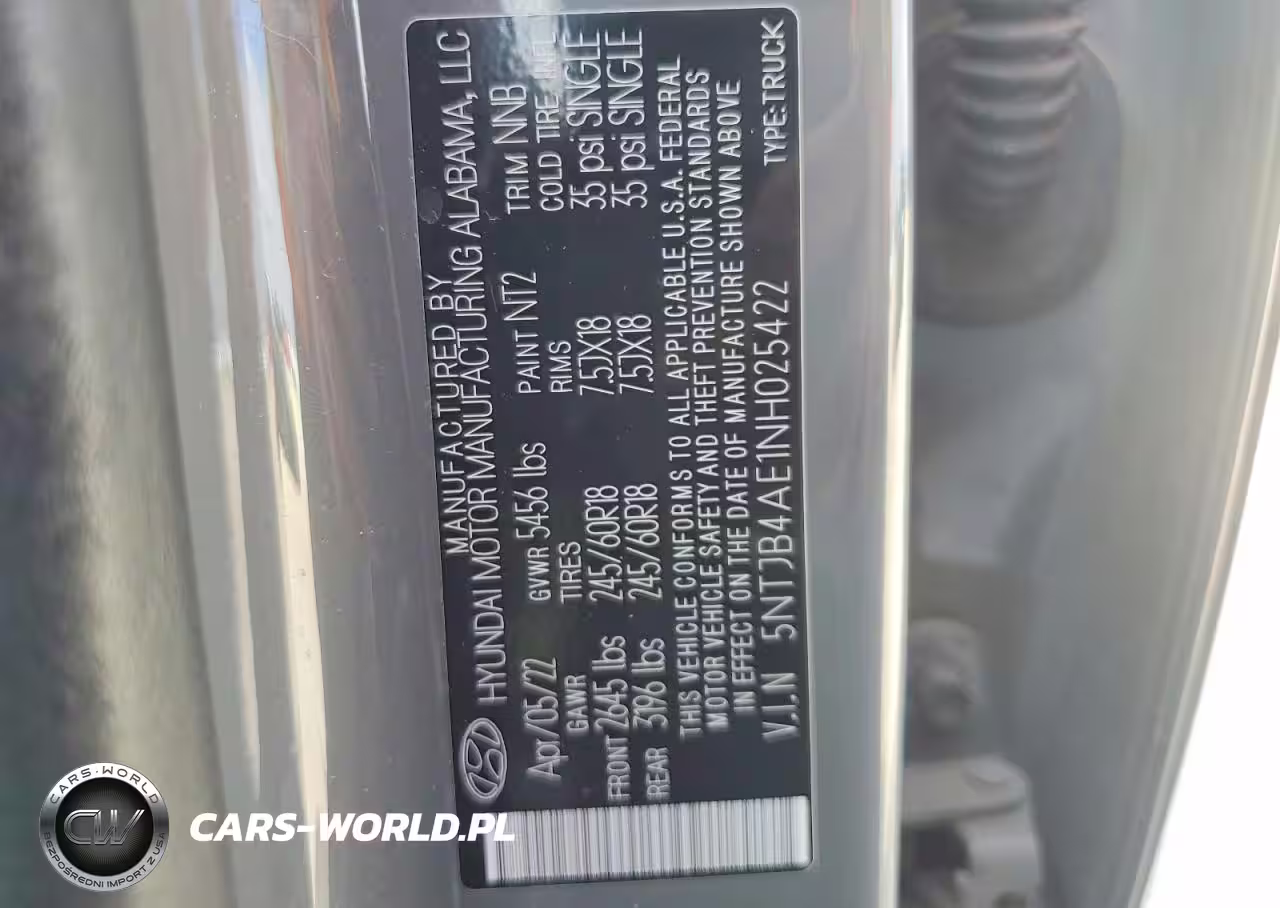 MANUFACTURED BY
HYUNDAI MOTOR MANUFACTURING ALABAMA, LLC
Apr/05/22 GVWR 5456 lbs PAINT NT2 TRIM NNB
GAWR TIRES RIMS COLD TIRE INFL
FRONT 2645 lbs 245/60R18 7.5JX18 35 psi SINGLE
REAR 3196 lbs 245/60R18 7.5JX18 35 psi SINGLE
THIS VEHICLE CONFORMS TO ALL APPLICABLE U.S.A. FEDERAL
MOTOR VEHICLE SAFETY AND THEFT PREVENTION STANDARDS
IN EFFECT ON THE DATE OF MANUFACTURE SHOWN ABOVE
V.I.N 5NTJB4AE1NH025422 TYPE:TRUCK
CARS-WORLD
CW
BEZPOŚREDNI IMPORT Z USA
CARS-WORLD.PL